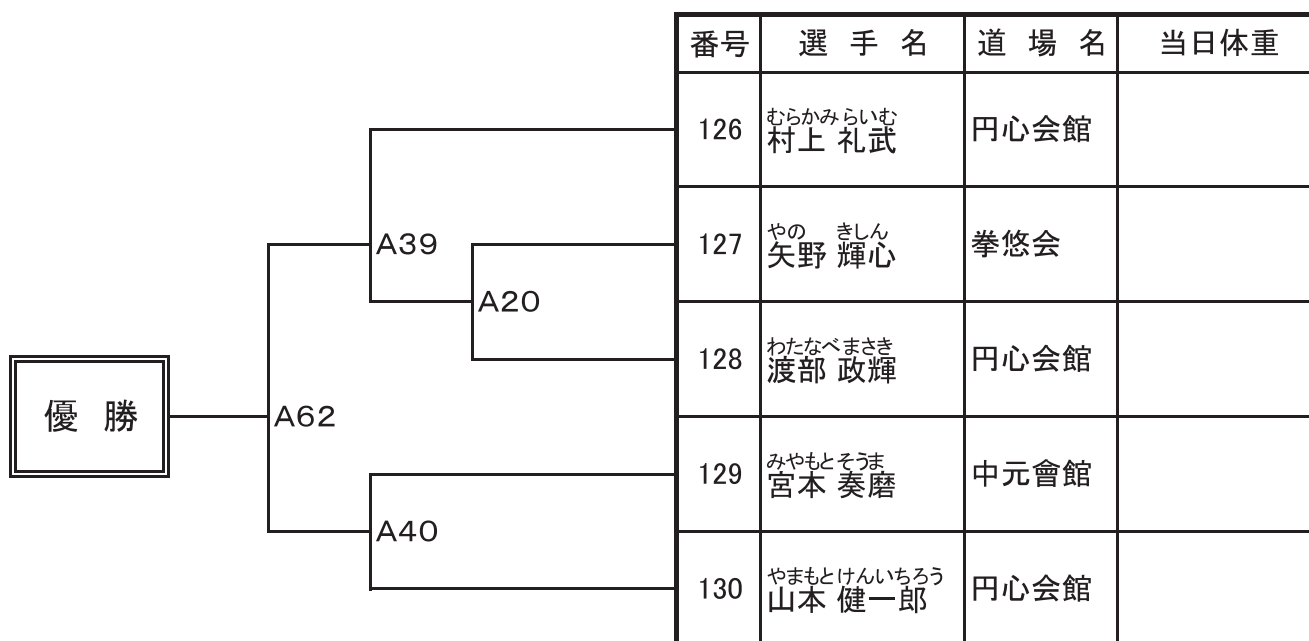 番号 選手名 道場名 当日体重
むらかみ らいむ
126 村上 礼武 円心会館
A39
やの きしん
127 矢野 輝心 拳悠会
A20
わたなべ まさき
128 渡部 政輝 円心会館
優勝
A62
みやもと そうま
129 宮本 奏磨 中元會館
A40
やまもと けんいちろう
130 山本 健一郎 円心会館